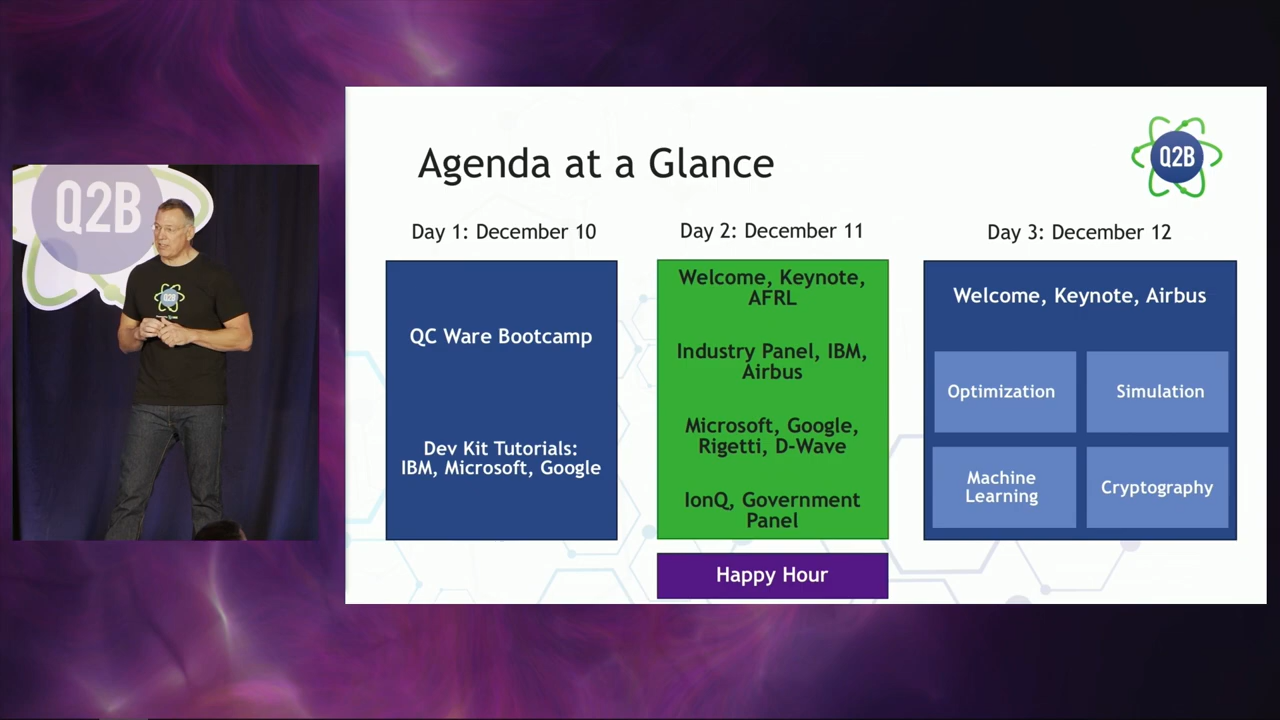 Q2B
Q2B
Agenda at a Glance
Q2B
Day 1: December 10
QC Ware Bootcamp
Dev Kit Tutorials:
IBM, Microsoft, Google
Day 2: December 11
Welcome, Keynote,
AFRL
Industry Panel, IBM,
Airbus
Microsoft, Google,
Rigetti, D-Wave
IonQ, Government
Panel
Happy Hour
Day 3: December 12
Welcome, Keynote, Airbus
Optimization
Simulation
Machine
Learning
Cryptography